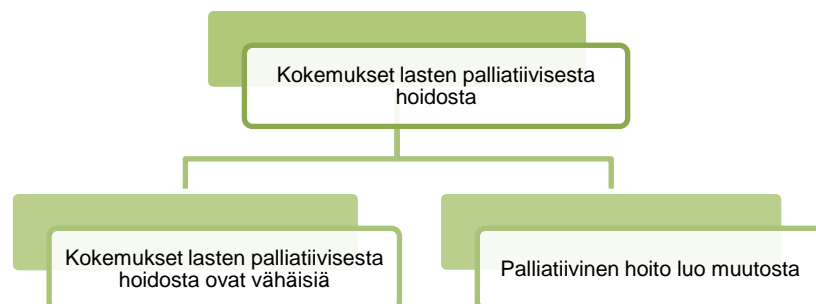 Kokemukset lasten palliatiivisesta
hoidosta
Kokemukset lasten palliatiivisesta
hoidosta ovat vähäisiä
Palliatiivinen hoito luo muutosta